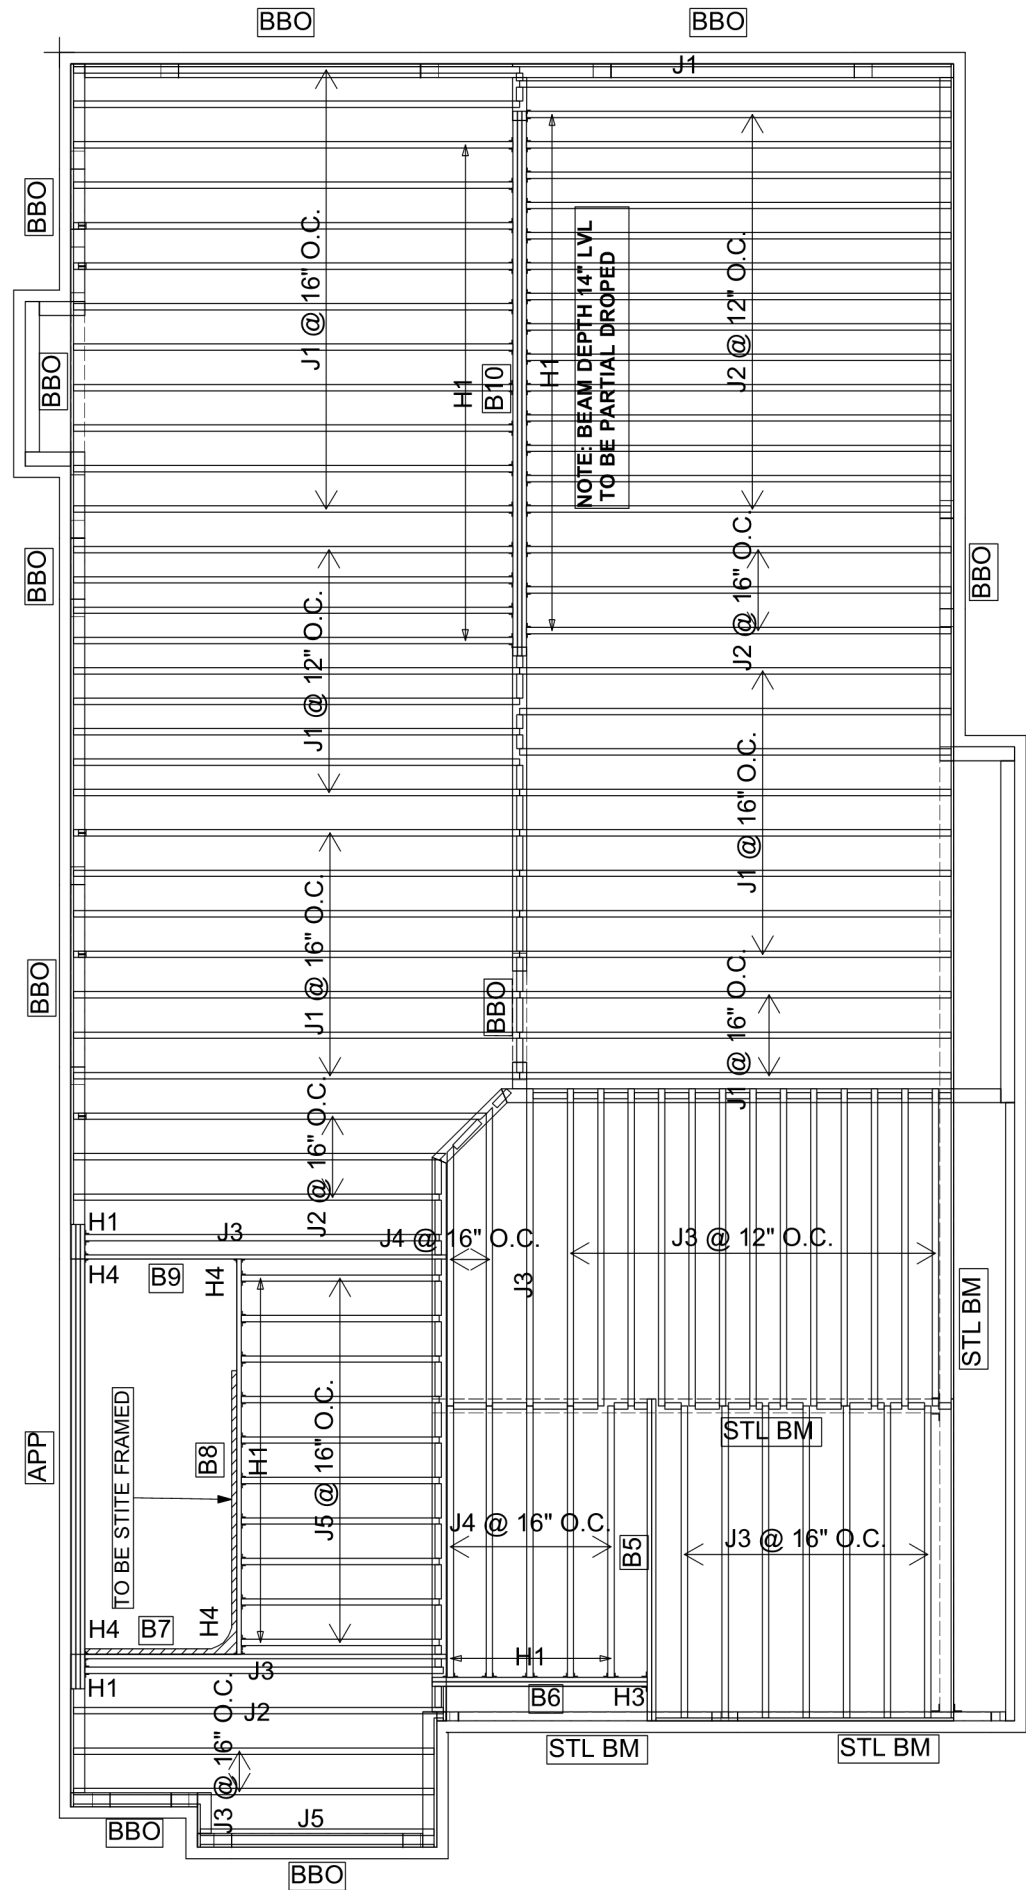 BBO
BBO
J1
BBO
J1 @ 16" O.C.
J2 @ 12" O.C.
NOTE: BEAM DEPTH 14" LVL
TO BE PARTIAL DROPED
BBO
H1
B10
H1
BBO
J1 @ 12" O.C.
J2 @ 16" O.C.
BBO
J1 @ 16" O.C.
J1 @ 16" O.C.
BBO
BBO
J1 @ 16" O.C.
J2 @ 16" O.C.
H1
J3
J4 @ 16" O.C.
J3 @ 12" O.C.
H4
B9
H4
J3
STL BM
TO BE STITE FRAMED
B8
H1
J5 @ 16" O.C.
STL BM
APP
J4 @ 16" O.C.
B5
J3 @ 16" O.C.
H4
B7
H4
H1
J3
H1
J2
B6
H3
J3 @ 16" O.C.
STL BM
STL BM
BBO
J5
BBO